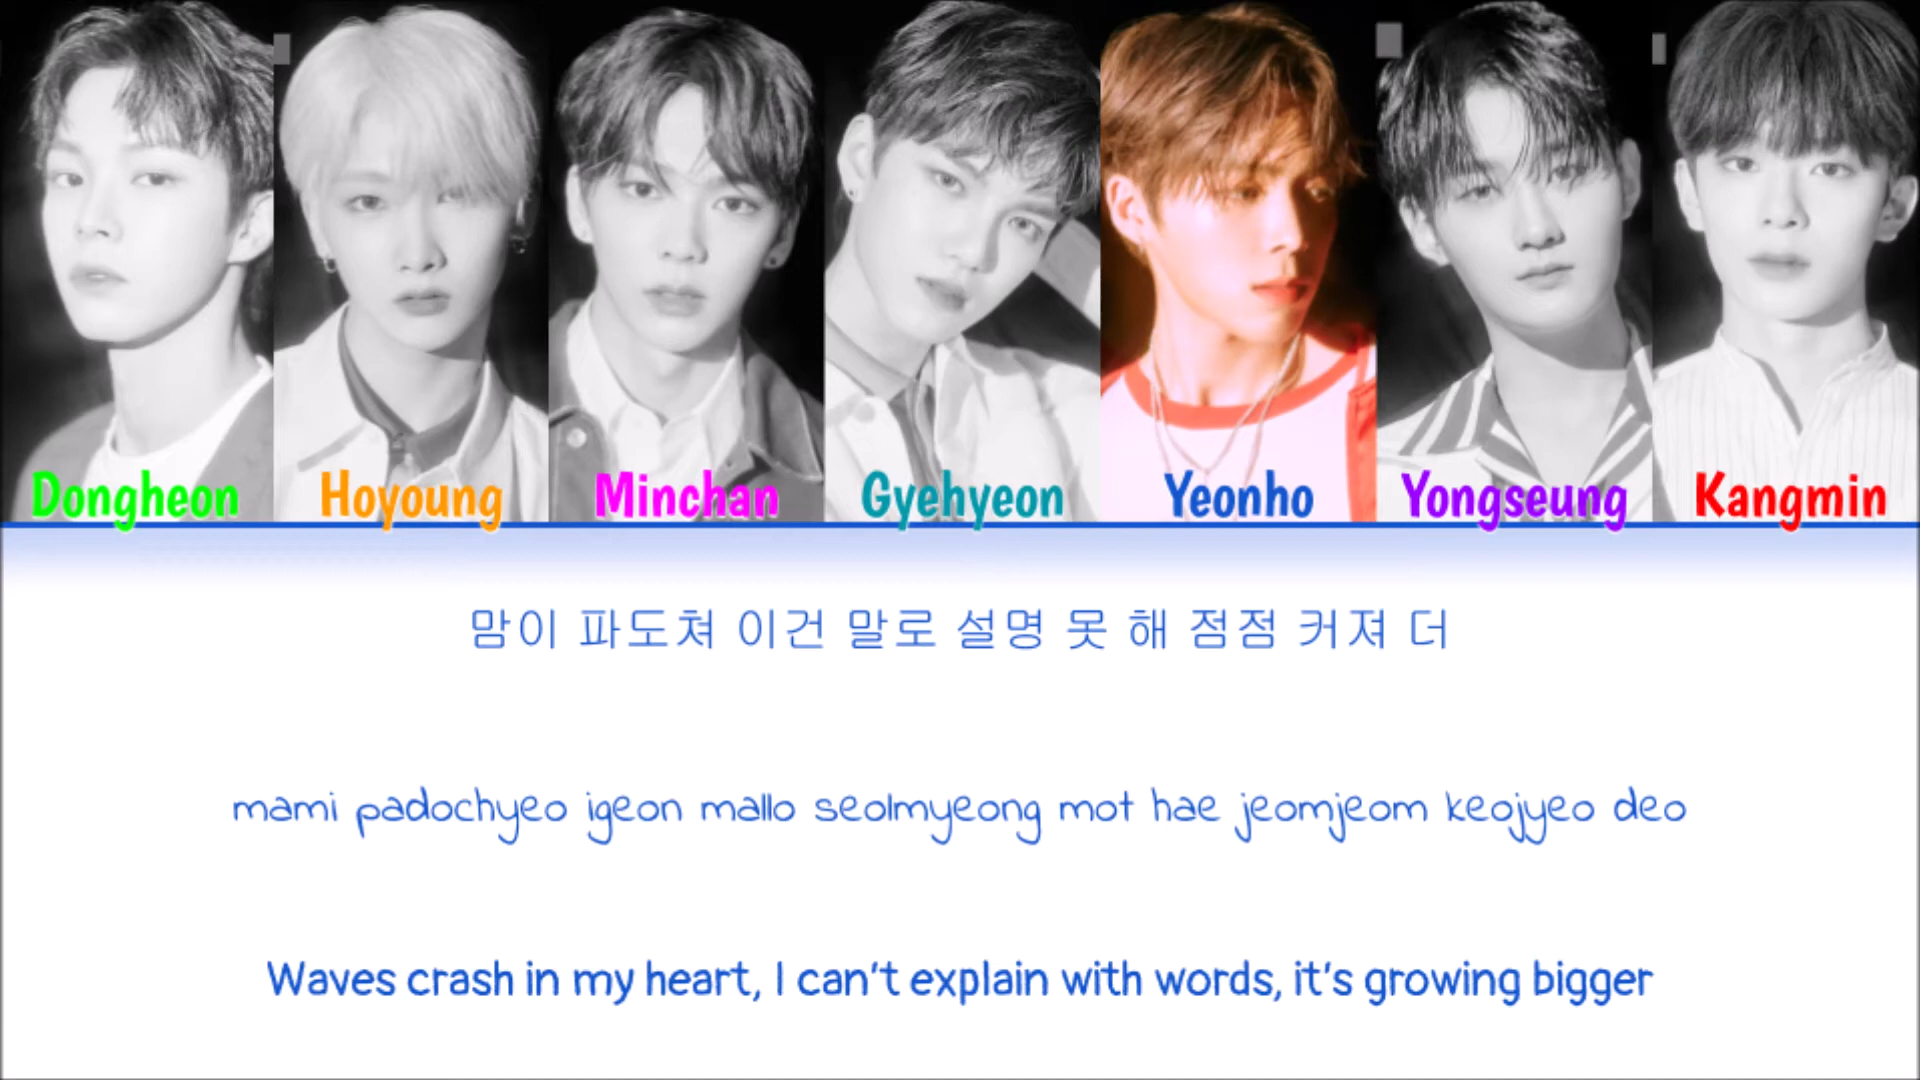 Dongheon Hoyoung Minchan Gyehyeon Yeonho Yongseung Kangmin
맘이 파도쳐 이건 말로 설명 못 해 점점 커져 더
mami padochyeo igeon mallo seolmyeong mot hae jeomjeom keojyeo deo
Waves crash in my heart, I can't explain with words, it's growing bigger